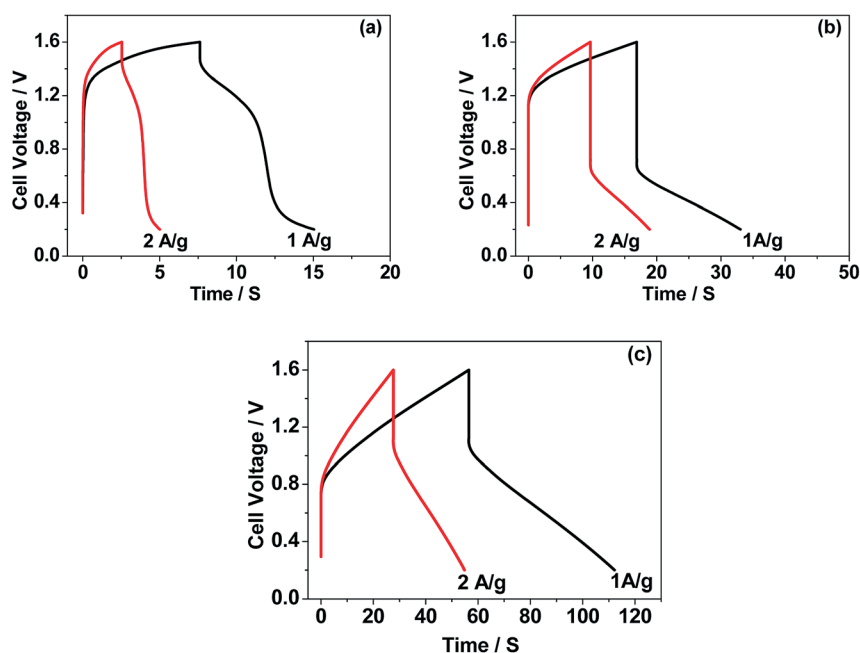 (a)
Cell Voltage / V
1.6
1.2
0.8
0.4
0.0
2 A/g
1 A/g
0 5 10 15 20
Time / S
(b)
Cell Voltage / V
1.6
1.2
0.8
0.4
0.0
2 A/g
1A/g
0 10 20 30 40 50
Time / S
(c)
Cell Voltage / V
1.6
1.2
0.8
0.4
0.0
2 A/g
1A/g
0 20 40 60 80 100 120
Time / S